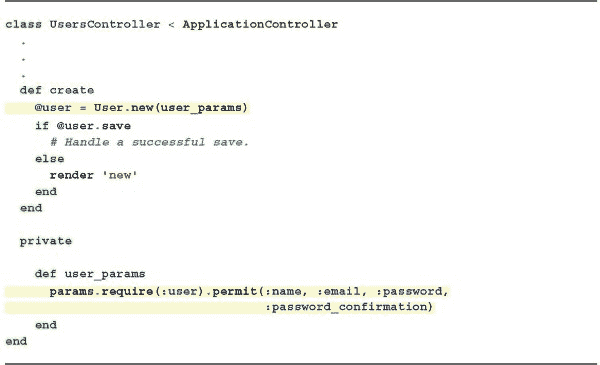 class UsersController < ApplicationController
  .
  .
  .
  def create
    @user = User.new(user_params)
    if @user.save
      # Handle a successful save.
    else
      render 'new'
    end
  end

  private

    def user_params
      params.require(:user).permit(:name, :email, :password,
                                   :password_confirmation)
    end
end